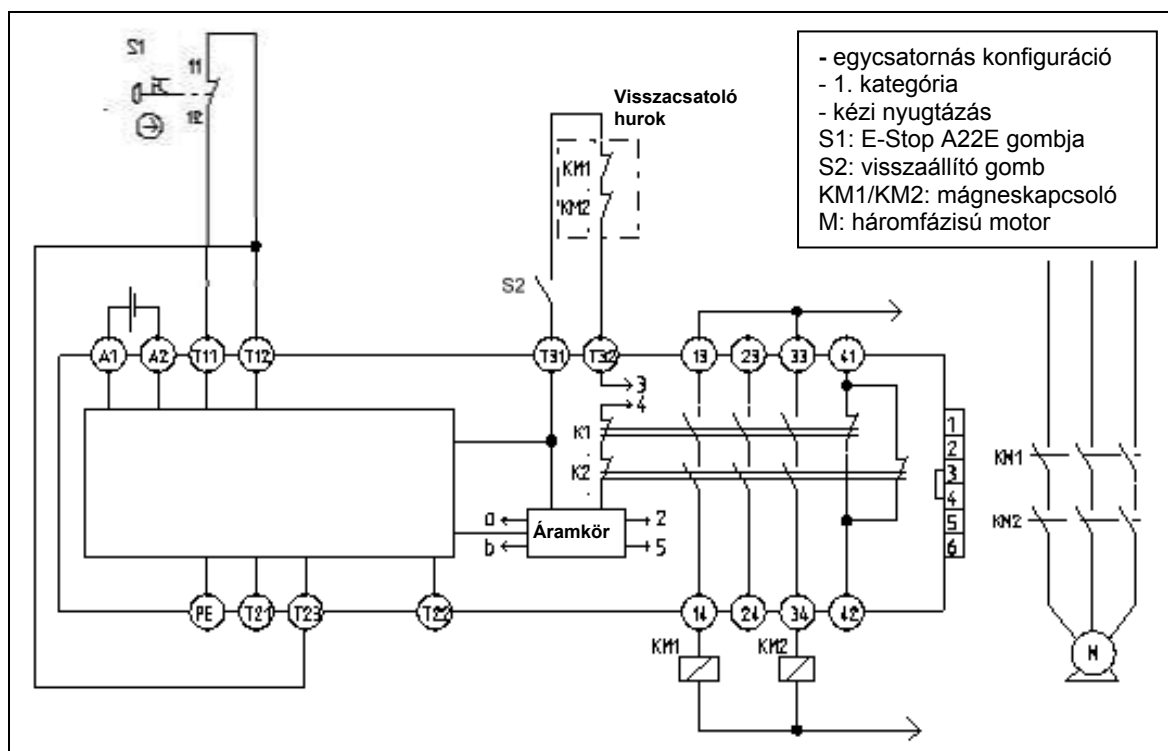 S1
11
12
Visszacsatoló
hurok
KM1
KM2
S2
- egycsatornás konfiguráció
- 1. kategória
- kézi nyugtázás
S1: E-Stop A22E gombja
S2: visszaállító gomb
KM1/KM2: mágneskapcsoló
M: háromfázisú motor
A1 A2 T11 T12 T31 T32 13 23 33 41
3
4
K1
K2
a
b
Áramkör
2
5
1
2
3
4
5
6
KM1
KM2
PE T21 T23 T22 14 24 34 42
KM1 KM2
M